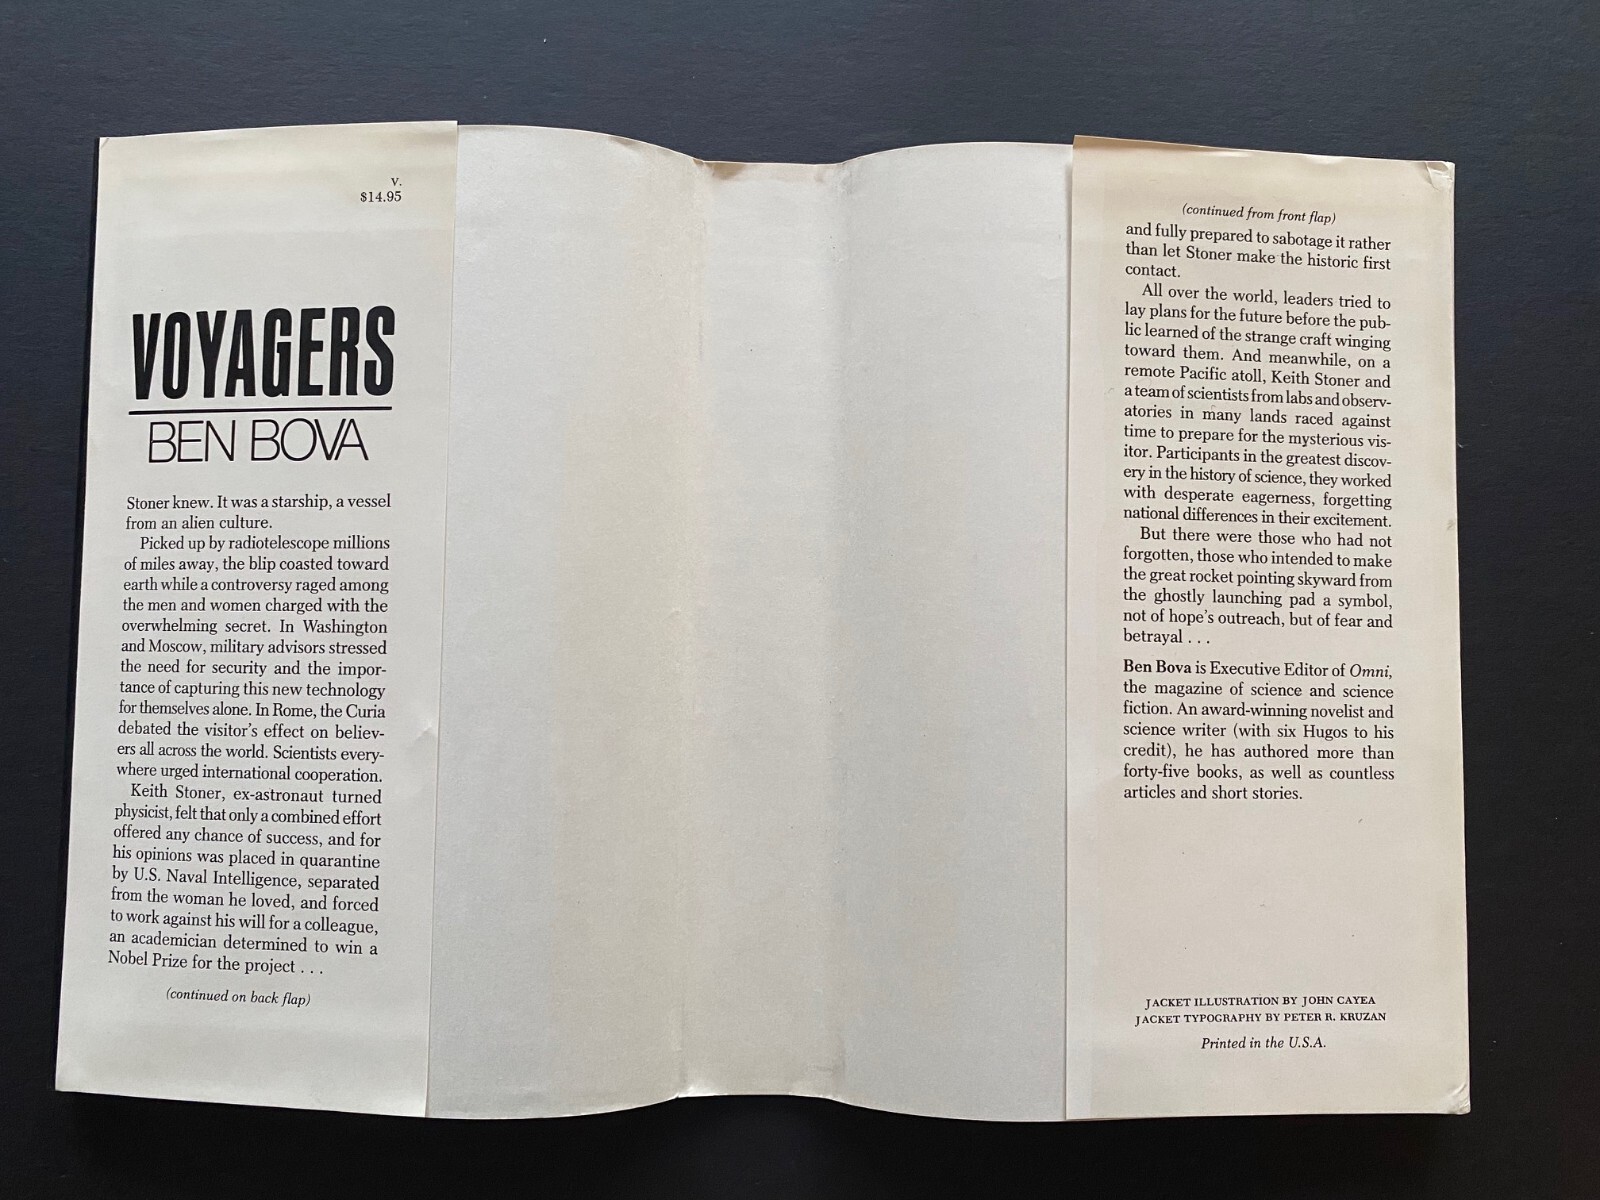 V.
$14.95
VOYAGERS
BEN BOVA
Stoner knew. It was a starship, a vessel
from an alien culture.
Picked up by radiotelescope millions
of miles away, the blip coasted toward
earth while a controversy raged among
the men and women charged with the
overwhelming secret. In Washington
and Moscow, military advisors stressed
the need for security and the impor-
tance of capturing this new technology
for themselves alone. In Rome, the Curia
debated the visitor's effect on believ-
ers all across the world. Scientists every-
where urged international cooperation.
Keith Stoner, ex-astronaut turned
physicist, felt that only a combined effort
offered any chance of success, and for
his opinions was placed in quarantine
by U.S. Naval Intelligence, separated
from the woman he loved, and forced
to work against his will for a colleague,
an academician determined to win a
Nobel Prize for the project . . .
(continued on back flap)
(continued from front flap)
and fully prepared to sabotage it rather
than let Stoner make the historic first
contact.
All over the world, leaders tried to
lay plans for the future before the pub-
lic learned of the strange craft winging
toward them. And meanwhile, on a
remote Pacific atoll, Keith Stoner and
a team of scientists from labs and observ-
atories in many lands raced against
time to prepare for the mysterious vis-
itor. Participants in the greatest discov-
ery in the history of science, they worked
with desperate eagerness, forgetting
national differences in their excitement.
But there were those who had not
forgotten, those who intended to make
the great rocket pointing skyward from
the ghostly launching pad a symbol,
not of hope's outreach, but of fear and
betrayal . . .
Ben Bova is Executive Editor of Omni,
the magazine of science and science
fiction. An award-winning novelist and
science writer (with six Hugos to his
credit), he has authored more than
forty-five books, as well as countless
articles and short stories.
JACKET ILLUSTRATION BY JOHN CAYEA
JACKET TYPOGRAPHY BY PETER R. KRUZAN
Printed in the U.S.A.